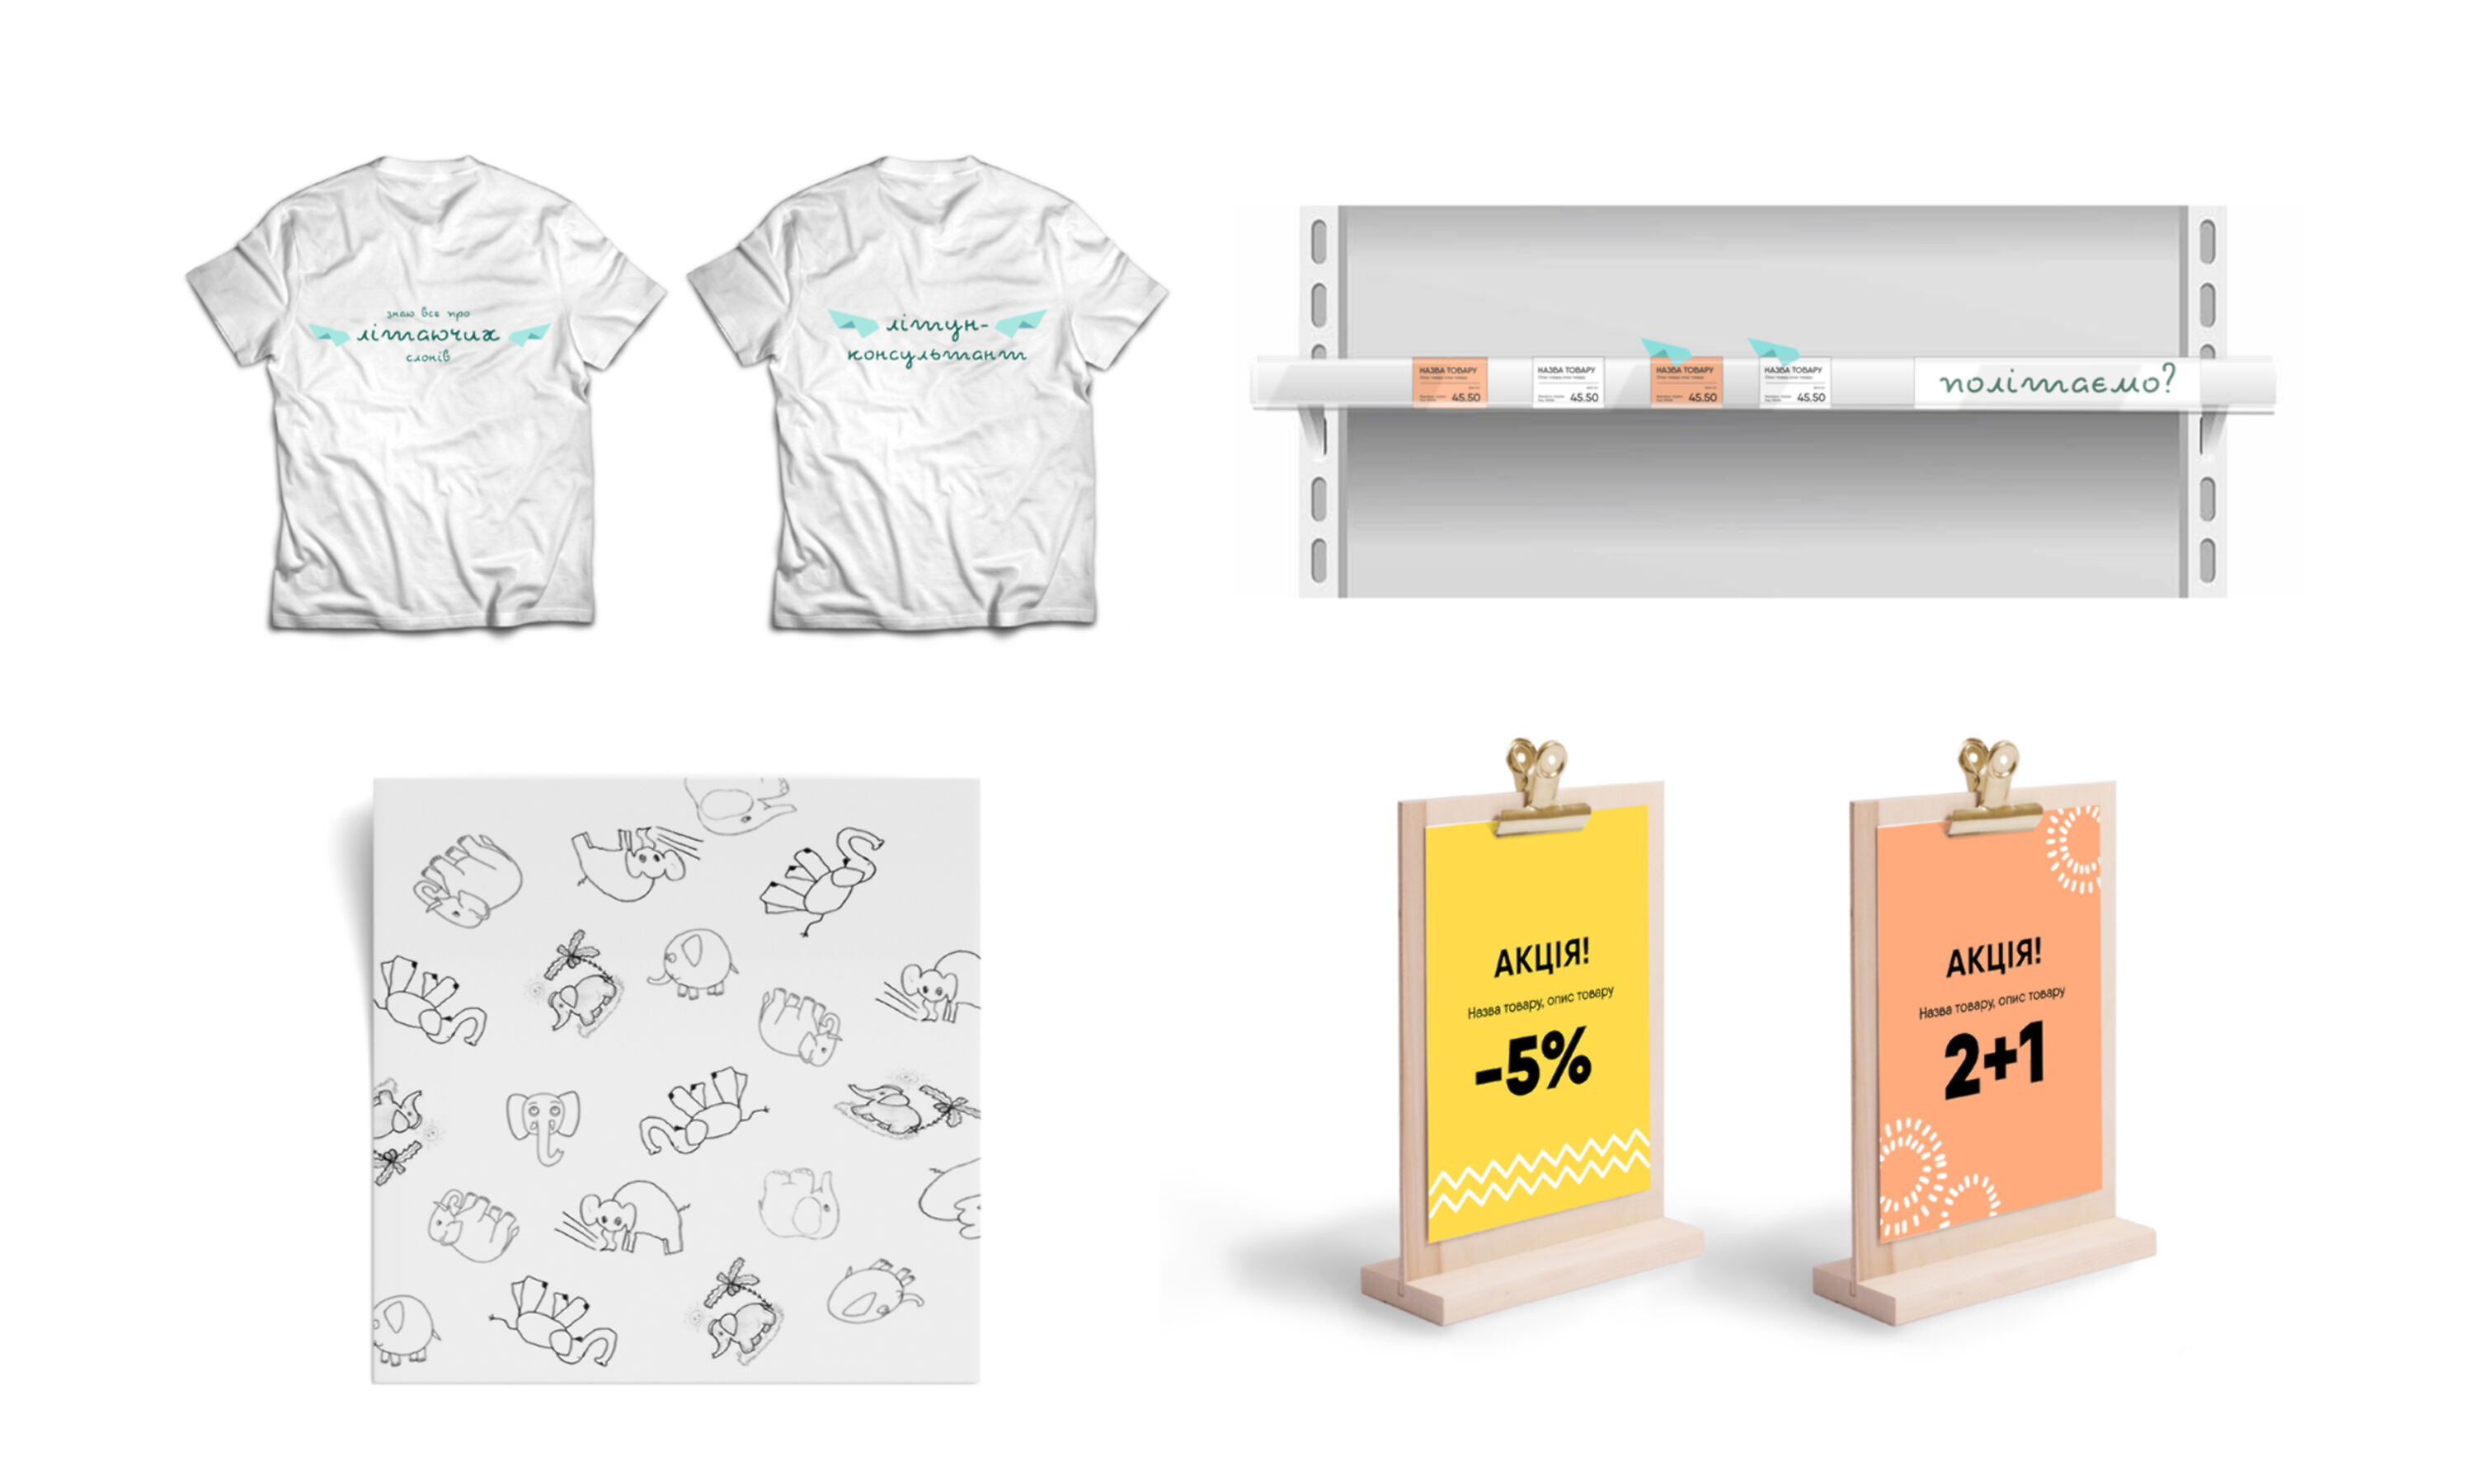 знаю все про
літаючих
слонів
літун-
консультант
НАЗВА ТОВАРУ
45.50
НАЗВА ТОВАРУ
45.50
НАЗВА ТОВАРУ
45.50
НАЗВА ТОВАРУ
45.50
політаємо?
АКЦІЯ!
Назва товару, опис товару
-5%
АКЦІЯ!
Назва товару, опис товару
2+1